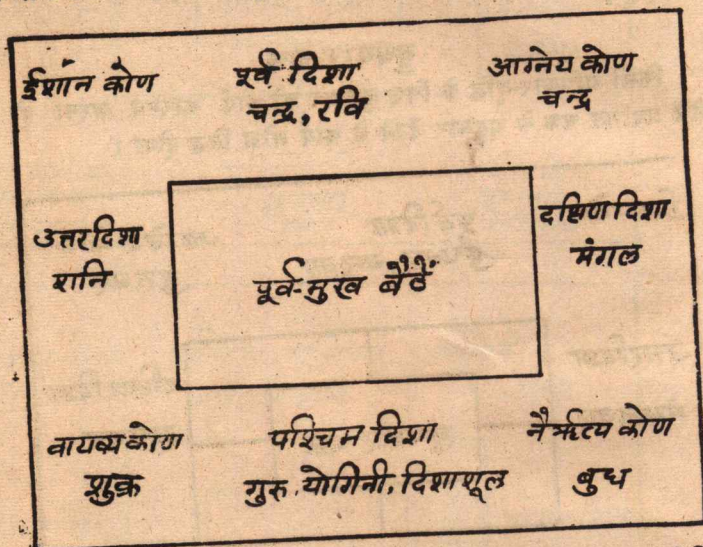 ईशांन कोण
पूर्व दिशा
चन्द्र, रवि
आग्नेय कोण
चन्द्र
उत्तर दिशा
शनि
पूर्व-मुख बैठें
दक्षिण दिशा
मंगल
वायव्य कोण
शुक्र
पश्चिम दिशा
गुरु, योगिनी, दिशाशूल
नैर्ऋत्य कोण
बुध